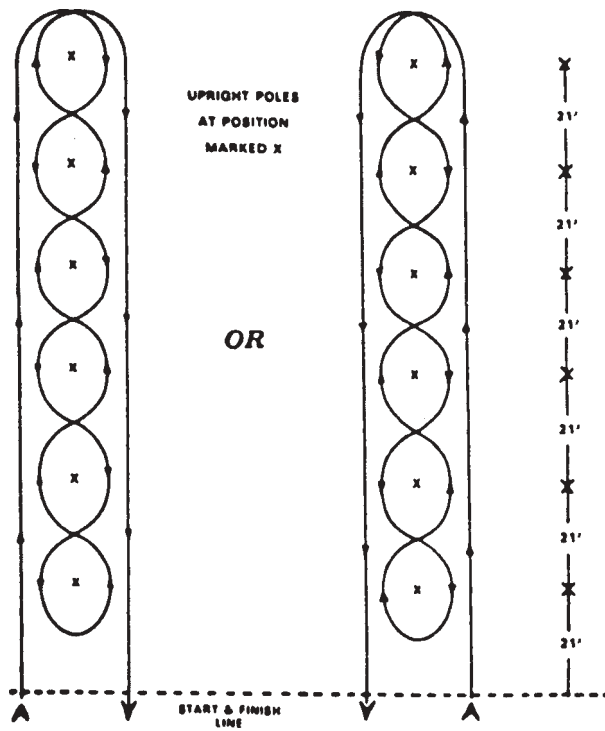 UPRIGHT POLES
AT POSITION
MARKED X
OR
21'
21'
21'
21'
21'
21'
START & FINISH
LINE